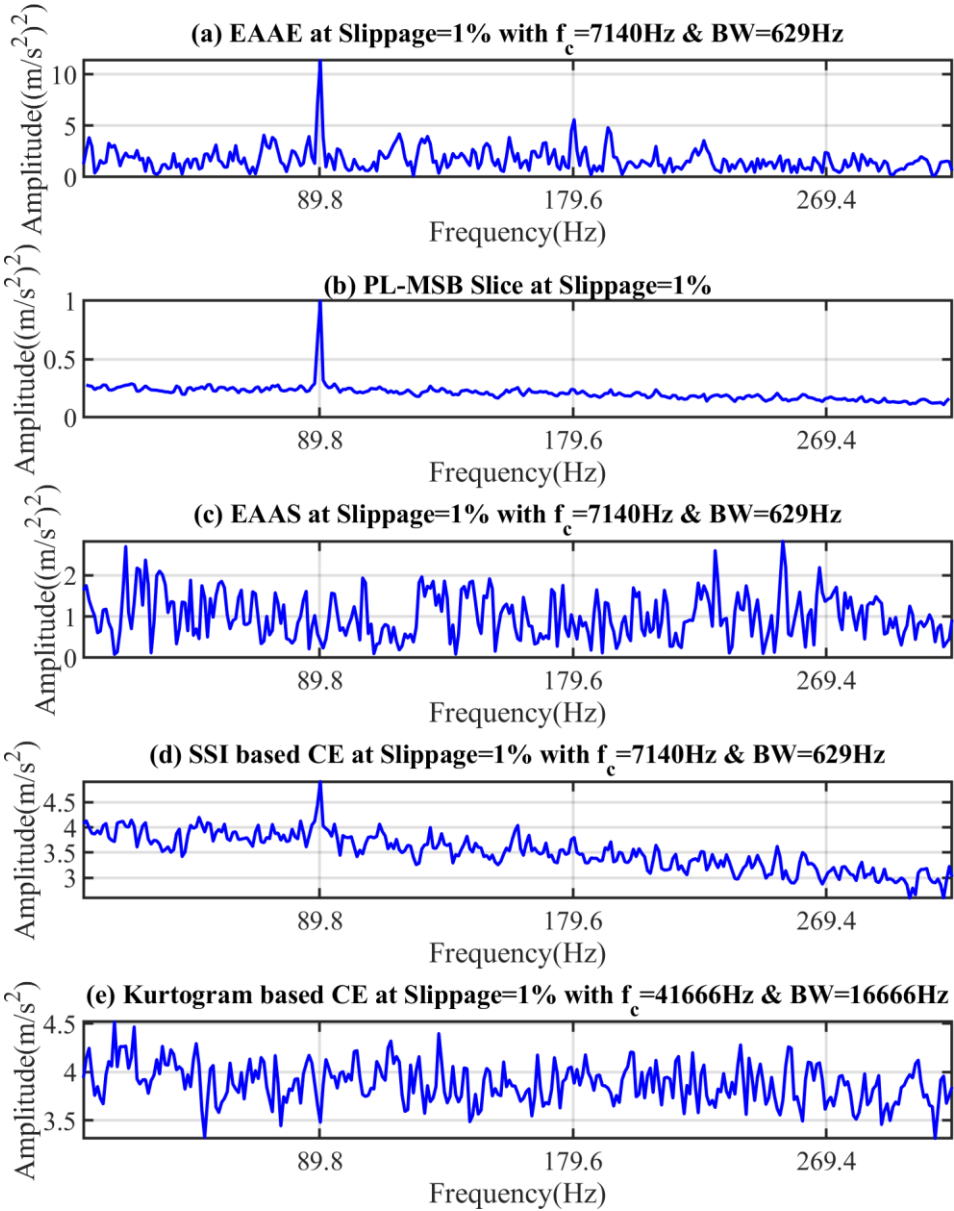 (a) EAAE at Slippage=1% with f_c=7140Hz & BW=629Hz
Amplitude((m/s²)²)
10
5
0
89.8 179.6 269.4
Frequency(Hz)
(b) PL-MSB Slice at Slippage=1%
Amplitude((m/s²)²)
1
0.5
0
89.8 179.6 269.4
Frequency(Hz)
(c) EAAS at Slippage=1% with f_c=7140Hz & BW=629Hz
Amplitude((m/s²)²)
2
1
0
89.8 179.6 269.4
Frequency(Hz)
(d) SSI based CE at Slippage=1% with f_c=7140Hz & BW=629Hz
Amplitude(m/s²)
4.5
4
3.5
3
89.8 179.6 269.4
Frequency(Hz)
(e) Kurtogram based CE at Slippage=1% with f_c=41666Hz & BW=16666Hz
Amplitude(m/s²)
4.5
4
3.5
89.8 179.6 269.4
Frequency(Hz)